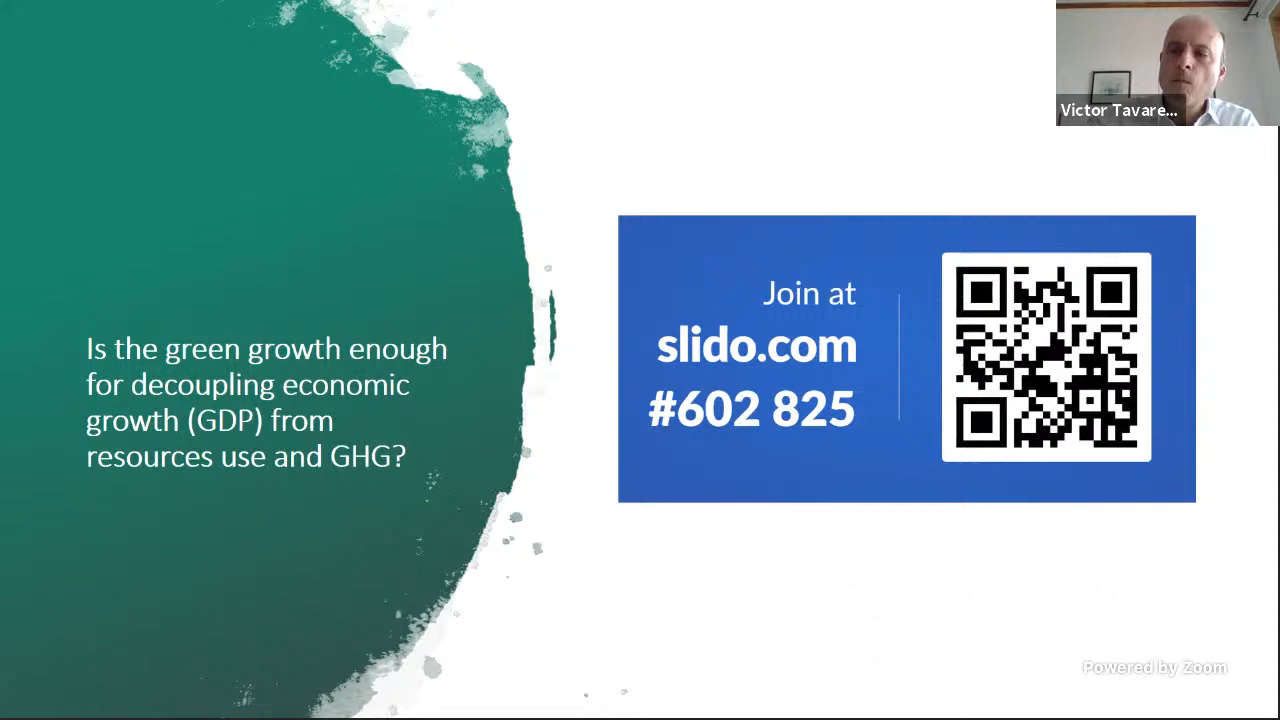 Victor Tavare...
Is the green growth enough
for decoupling economic
growth (GDP) from
resources use and GHG?
Join at
slido.com
#602 825
Powered by Zoom